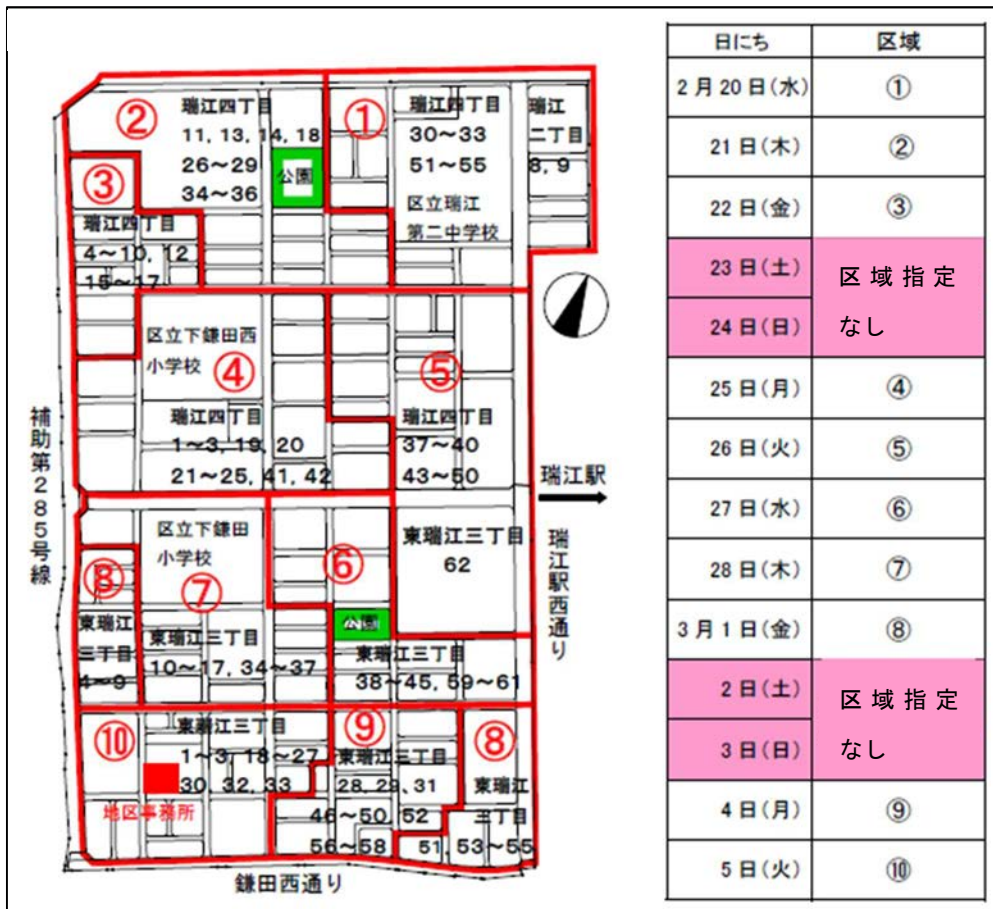 ②
瑞江四丁目
11, 13, 14, 18
26～29
34～36
公園
①
瑞江四丁目
30～33
51～55
区立瑞江
第二中学校
瑞江
二丁目
8, 9
③
瑞江四丁目
4～10, 12
15～17
区立下鎌田西
小学校
④
瑞江四丁目
1～3, 19, 20
21～25, 41, 42
⑤
瑞江四丁目
37～40
43～50
瑞江駅
補助第285号線
瑞江駅西通り
区立下鎌田
小学校
⑥
東瑞江三丁目
62
⑧
東瑞江
三丁目
4～9
⑦
東瑞江三丁目
10～17, 34～37
公園
東瑞江三丁目
38～45, 59～61
⑩
東瑞江三丁目
1～3, 18～27
30, 32, 33
地区事務所
⑨
東瑞江三丁目
28, 29, 31
46～50, 52
56～58
⑧
東瑞江
三丁目
51, 53～55
鎌田西通り
日にち 区域
2月20日(水) ①
21日(木) ②
22日(金) ③
23日(土) 区域指定
24日(日) なし
25日(月) ④
26日(火) ⑤
27日(水) ⑥
28日(木) ⑦
3月1日(金) ⑧
2日(土) 区域指定
3日(日) なし
4日(月) ⑨
5日(火) ⑩